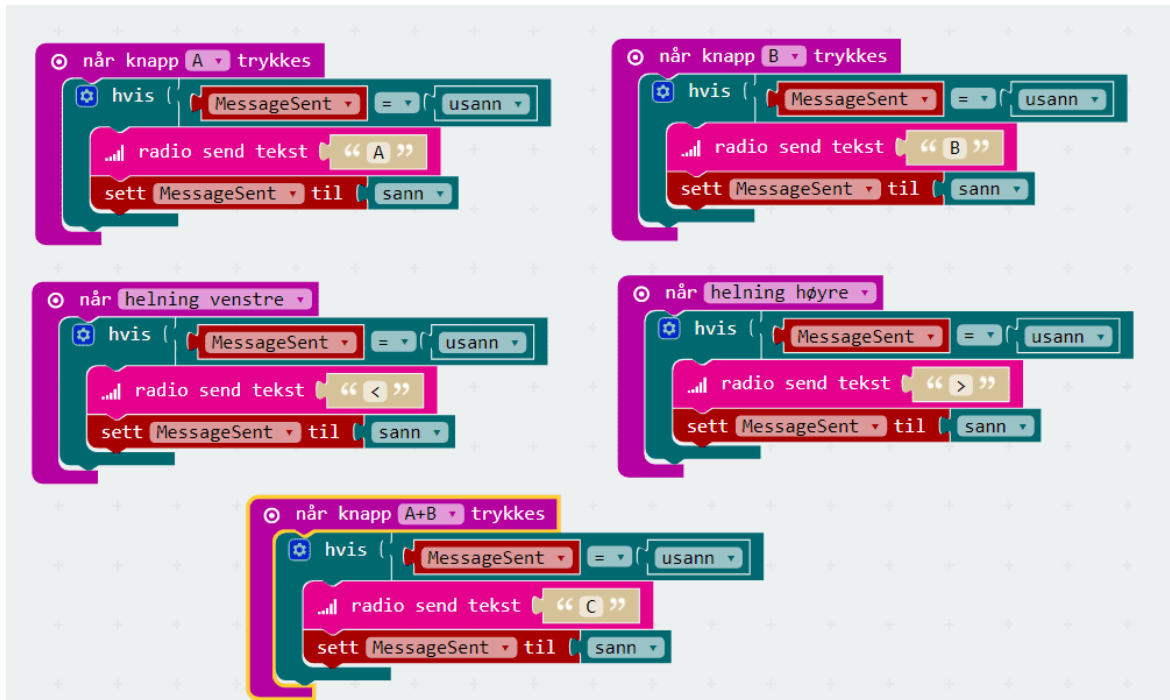 når knapp A trykkes
hvis MessageSent = usann
radio send tekst “ A ”
sett MessageSent til sann
når knapp B trykkes
hvis MessageSent = usann
radio send tekst “ B ”
sett MessageSent til sann
når helning venstre
hvis MessageSent = usann
radio send tekst “ < ”
sett MessageSent til sann
når helning høyre
hvis MessageSent = usann
radio send tekst “ > ”
sett MessageSent til sann
når knapp A+B trykkes
hvis MessageSent = usann
radio send tekst “ C ”
sett MessageSent til sann